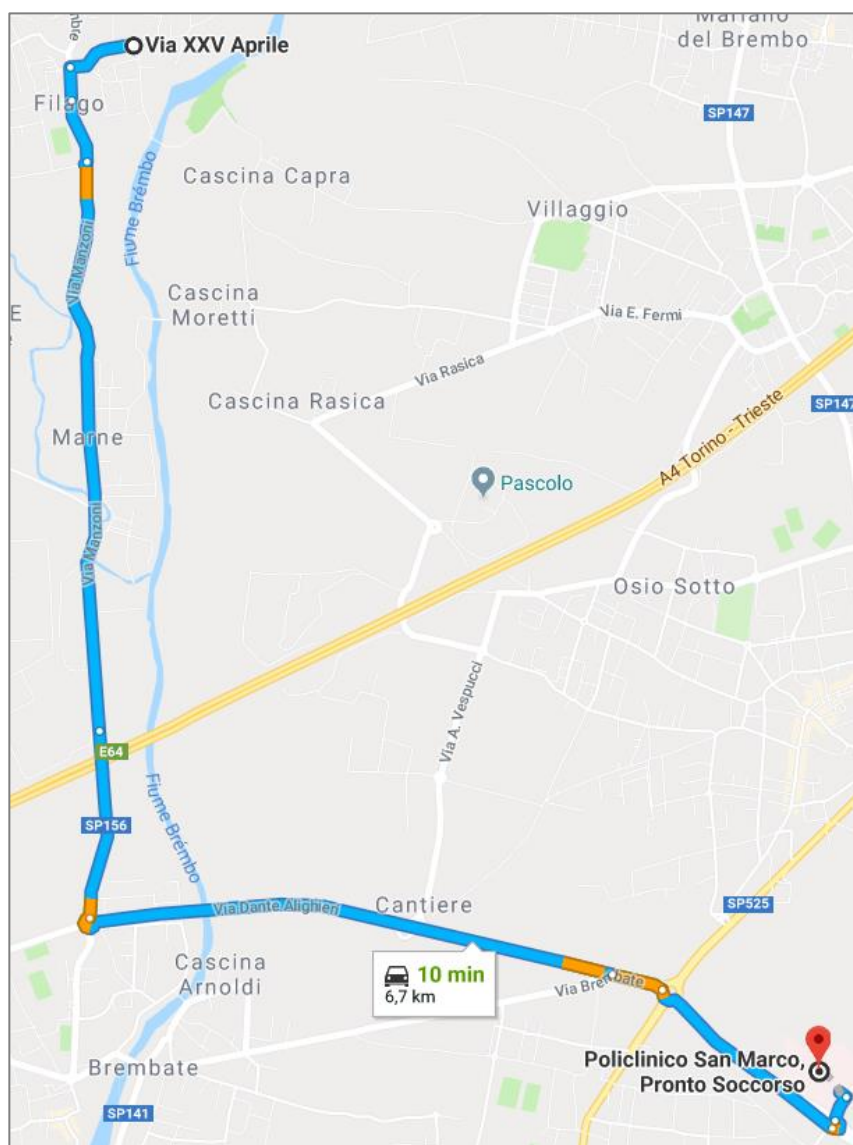 Mariano
del Brembo
Via XXV Aprile
Filago
SP147
Fiume Brembo
Cascina Capra
Villaggio
Via Manzoni
Cascina
Moretti
E
Via E. Fermi
Via Rasica
Cascina Rasica
SP147
A4 Torino - Trieste
Marne
Pascolo
Via Manzoni
Osio Sotto
Via A. Vespucci
E64
Fiume Brembo
SP156
Via Dante Alighieri
Cantiere
SP525
Cascina
Arnoldi
10 min
6,7 km
Via Brembate
Policlinico San Marco,
Pronto Soccorso
Brembate
SP141